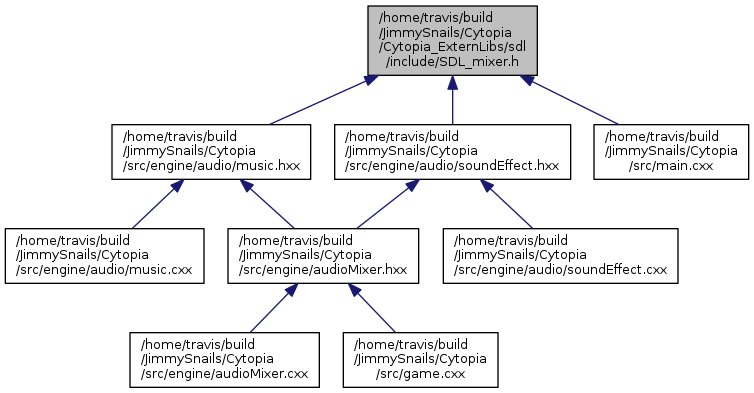 /home/travis/build
/JimmySnails/Cytopia
/Cytopia_ExternLibs/sdl
/include/SDL_mixer.h
/home/travis/build
/JimmySnails/Cytopia
/src/engine/audio/music.hxx
/home/travis/build
/JimmySnails/Cytopia
/src/engine/audio/soundEffect.hxx
/home/travis/build
/JimmySnails/Cytopia
/src/main.cxx
/home/travis/build
/JimmySnails/Cytopia
/src/engine/audio/music.cxx
/home/travis/build
/JimmySnails/Cytopia
/src/engine/audioMixer.hxx
/home/travis/build
/JimmySnails/Cytopia
/src/engine/audio/soundEffect.cxx
/home/travis/build
/JimmySnails/Cytopia
/src/engine/audioMixer.cxx
/home/travis/build
/JimmySnails/Cytopia
/src/game.cxx